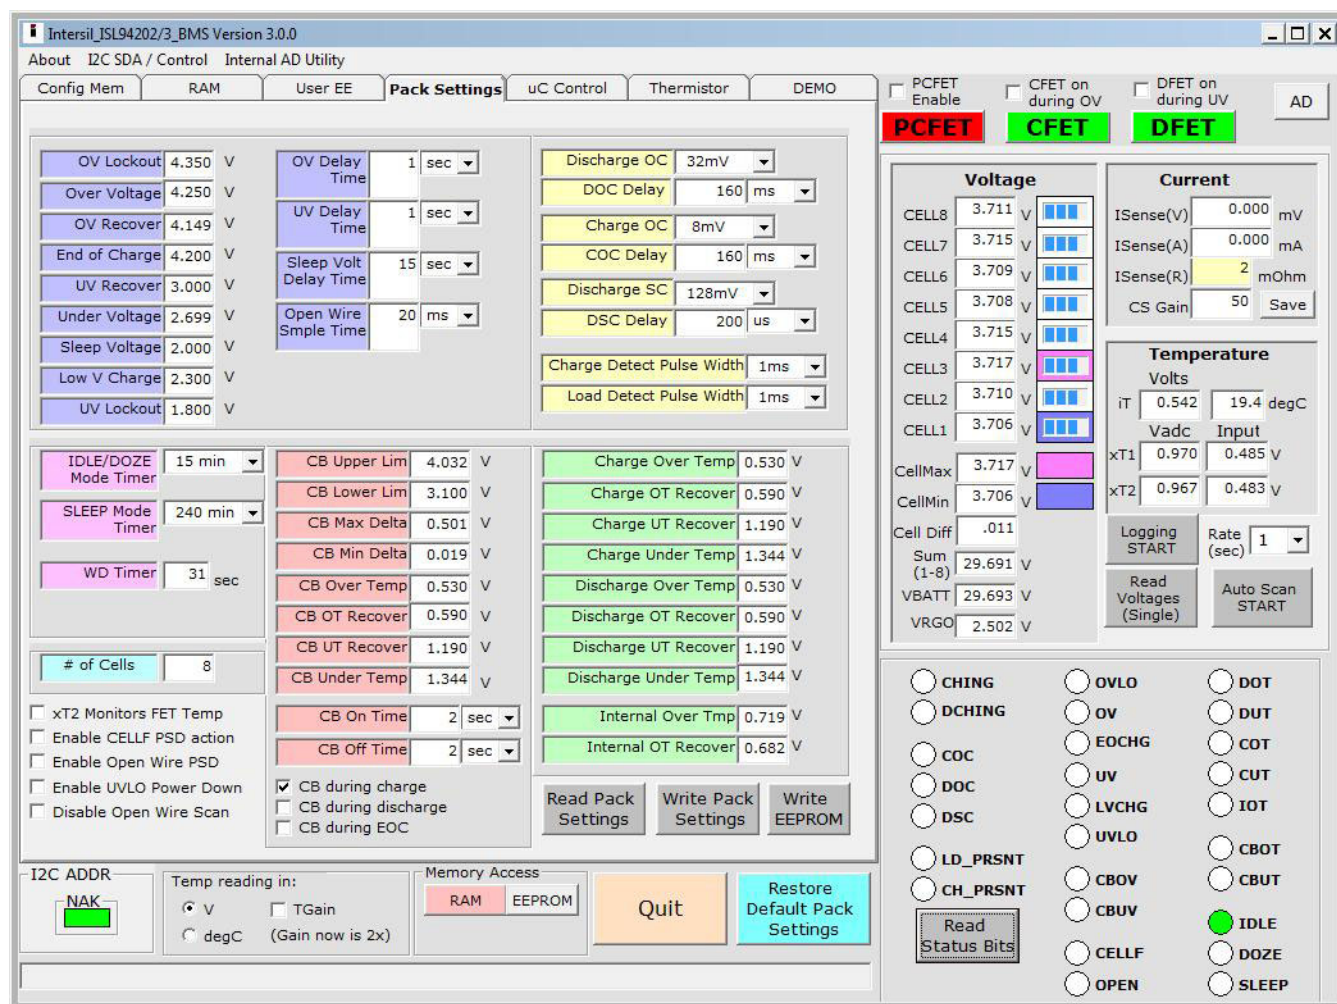 Intersil_ISL94202/3_BMS Version 3.0.0
About I2C SDA / Control Internal AD Utility
Config Mem RAM User EE Pack Settings uC Control Thermistor DEMO
OV Lockout 4.350 V
Over Voltage 4.250 V
OV Recover 4.149 V
End of Charge 4.200 V
UV Recover 3.000 V
Under Voltage 2.699 V
Sleep Voltage 2.000 V
Low V Charge 2.300 V
UV Lockout 1.800 V
OV Delay
Time 1 sec
UV Delay
Time 1 sec
Sleep Volt
Delay Time 15 sec
Open Wire
Smple Time 20 ms
Discharge OC 32mV
DOC Delay 160 ms
Charge OC 8mV
COC Delay 160 ms
Discharge SC 128mV
DSC Delay 200 us
Charge Detect Pulse Width 1ms
Load Detect Pulse Width 1ms
IDLE/DOZE
Mode Timer 15 min
SLEEP Mode
Timer 240 min
WD Timer 31 sec
# of Cells 8
xT2 Monitors FET Temp
Enable CELLF PSD action
Enable Open Wire PSD
Enable UVLO Power Down
Disable Open Wire Scan
CB Upper Lim 4.032 V
CB Lower Lim 3.100 V
CB Max Delta 0.501 V
CB Min Delta 0.019 V
CB Over Temp 0.530 V
CB OT Recover 0.590 V
CB UT Recover 1.190 V
CB Under Temp 1.344 V
CB On Time 2 sec
CB Off Time 2 sec
CB during charge
CB during discharge
CB during EOC
Charge Over Temp 0.530 V
Charge OT Recover 0.590 V
Charge UT Recover 1.190 V
Charge Under Temp 1.344 V
Discharge Over Temp 0.530 V
Discharge OT Recover 0.590 V
Discharge UT Recover 1.190 V
Discharge Under Temp 1.344 V
Internal Over Tmp 0.719 V
Internal OT Recover 0.682 V
Read Pack
Settings
Write Pack
Settings
Write
EEPROM
I2C ADDR
NAK
Temp reading in:
V TGain
degC (Gain now is 2x)
Memory Access
RAM EEPROM
Quit
Restore
Default Pack
Settings
PCFET
Enable
CFET on
during OV
DFET on
during UV
AD
PCFET CFET DFET
Voltage
CELL8 3.711 V
CELL7 3.715 V
CELL6 3.709 V
CELL5 3.708 V
CELL4 3.715 V
CELL3 3.717 V
CELL2 3.710 V
CELL1 3.706 V
CellMax 3.717 V
CellMin 3.706 V
Cell Diff .011
Sum
(1-8) 29.691 V
VBATT 29.693 V
VRGO 2.502 V
Current
ISense(V) 0.000 mV
ISense(A) 0.000 mA
ISense(R) 2 mOhm
CS Gain 50 Save
Temperature
Volts
iT 0.542 19.4 degC
Vadc Input
xT1 0.970 0.485 V
xT2 0.967 0.483 V
Logging
START
Rate
(sec) 1
Read
Voltages
(Single)
Auto Scan
START
CHING
DCHING
COC
DOC
DSC
LD_PRSNT
CH_PRSNT
Read
Status Bits
OVLO
OV
EOCHG
UV
LVCHG
UVLO
CBOV
CBUV
CELLF
OPEN
DOT
DUT
COT
CUT
IOT
CBOT
CBUT
IDLE
DOZE
SLEEP